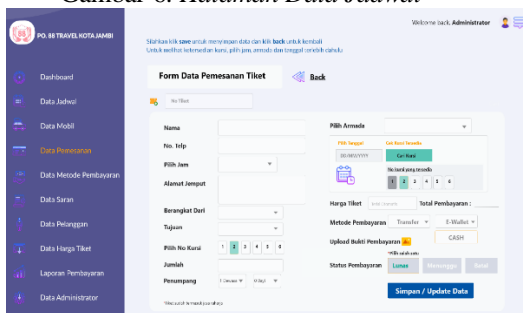 Gambar 8. Halaman Data Jadwal
Welcome back, Administrator
PO. 88 TRAVEL KOTA JAMBI
Silahkan klik save untuk menyimpan data dan klik back untuk kembali
Untuk melihat ketersedian kursi, pilih jam, armada dan tanggal terlebih dahulu
Dashboard
Data Jadwal
Data Mobil
Data Pemesanan
Data Metode Pembayaran
Data Saran
Data Pelanggan
Data Harga Tiket
Laporan Pembayaran
Data Administrator
Form Data Pemesanan Tiket
Back
No Tiket
Nama
No. Telp
Pilih Jam
Alamat Jemput
Berangkat Dari
Tujuan
Pilih No Kursi 1 2 3 4 5 6
Jumlah
Penumpang
Pilih Armada
Pilih Tanggal Cek Kursi Tersedia
DD/MM/YYYY Cari Kursi
No.kursi yang tersedia
1 2 3 4 5 6
Harga Tiket Total Pembayaran :
Metode Pembayaran Transfer E-Wallet
CASH
Upload Bukti Pembayaran
Status Pembayaran Lunas Menunggu Batal
Simpan / Update Data